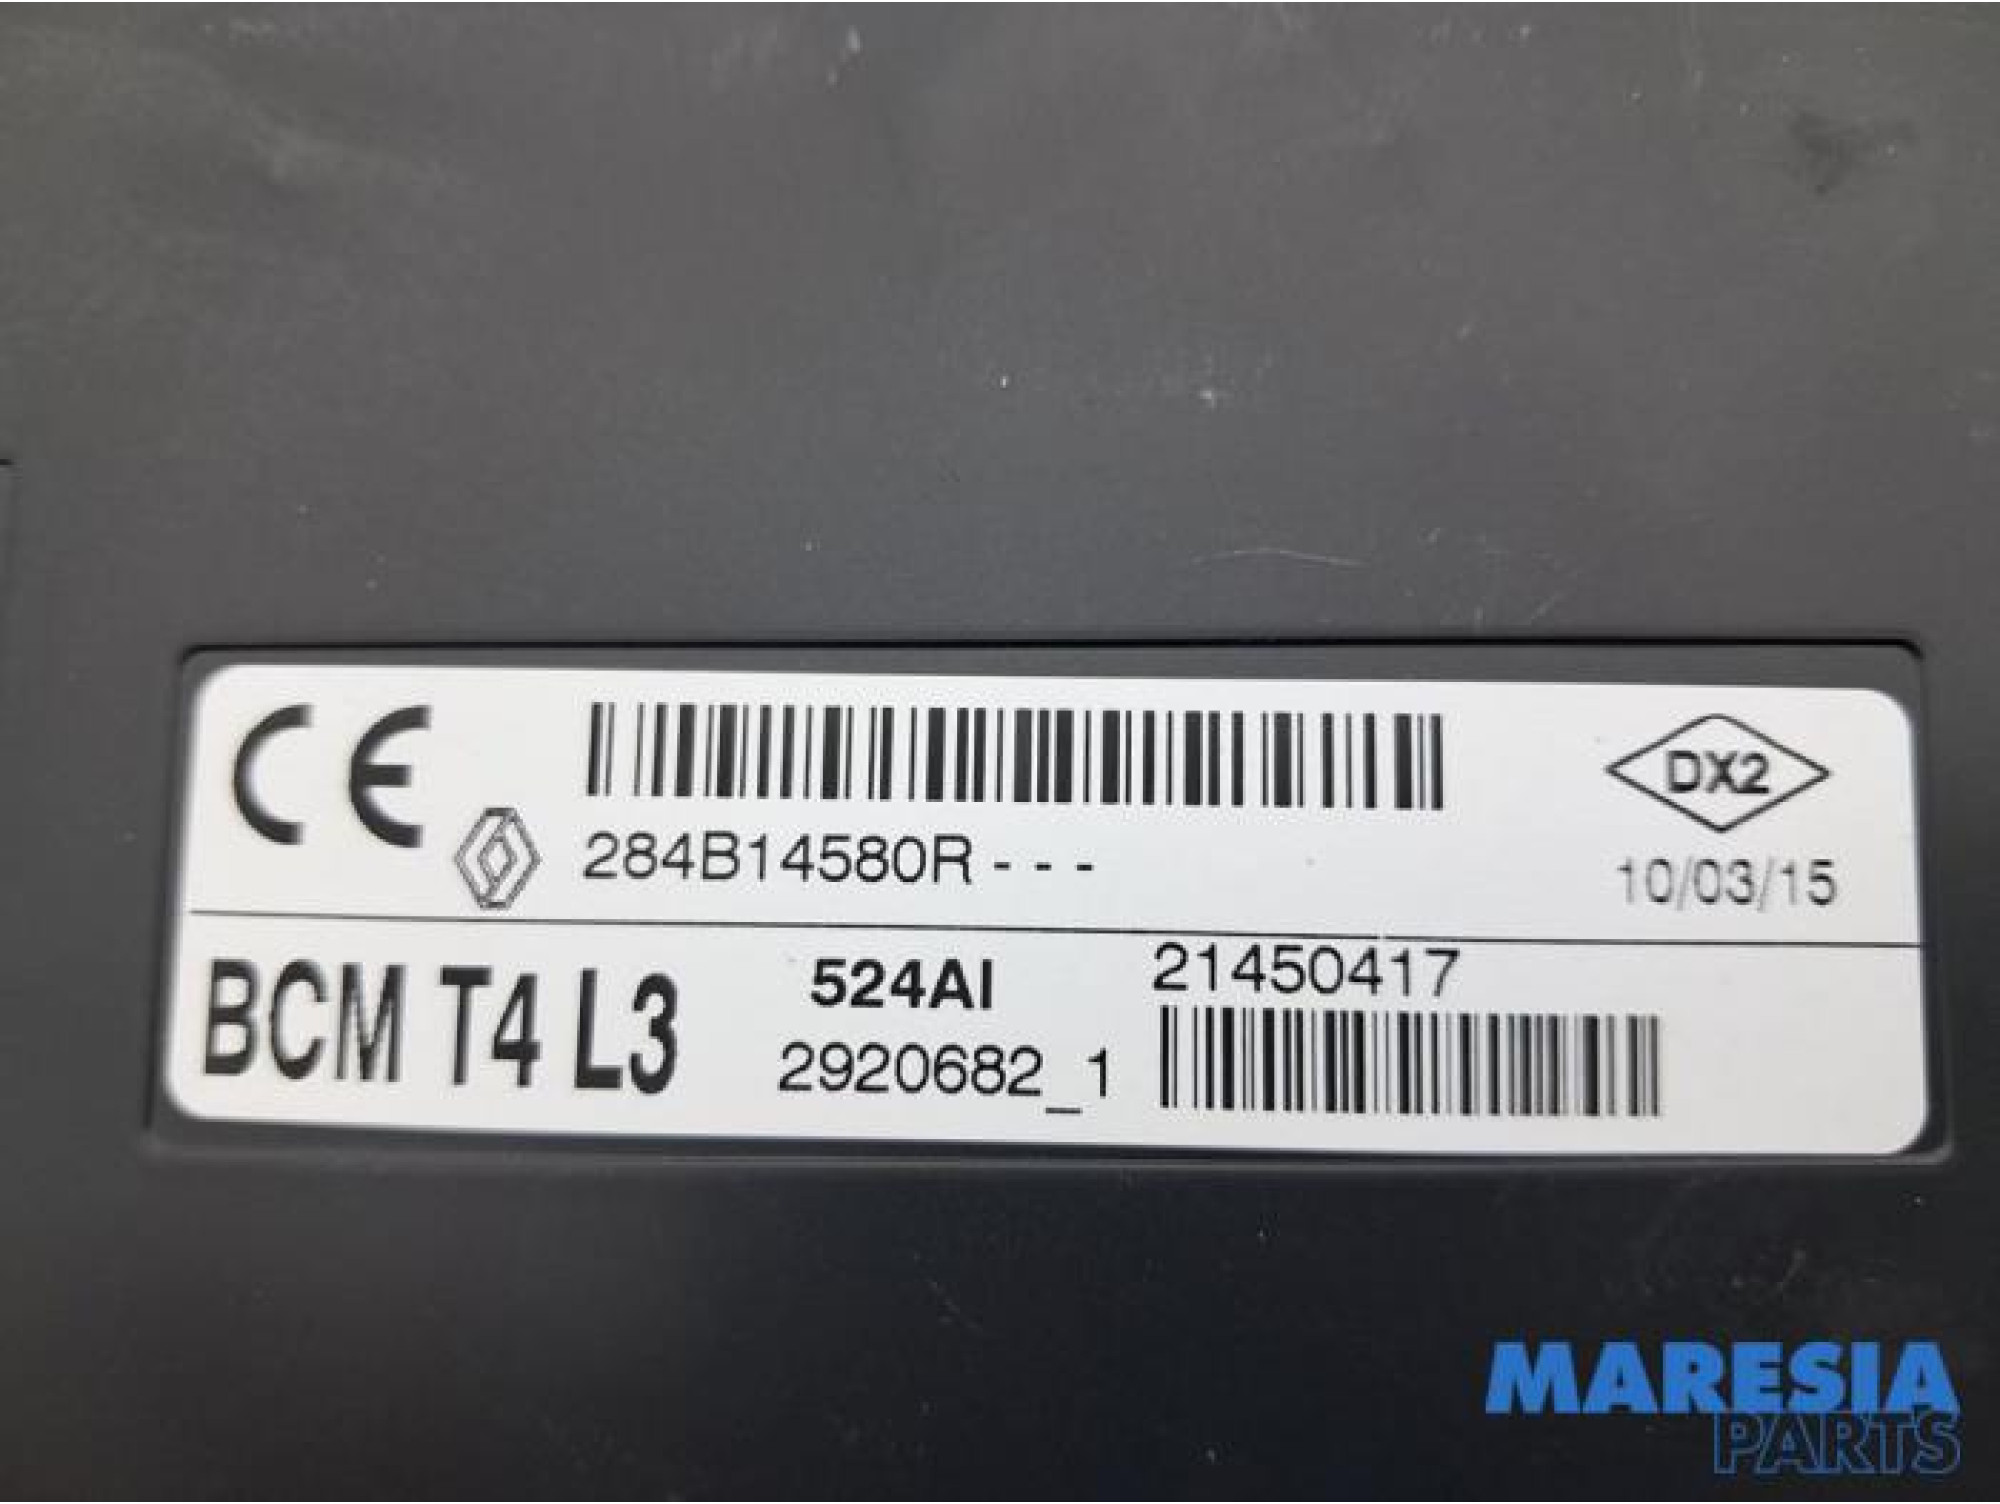 CE
284B14580R - - -
DX2
10/03/15
BCM T4 L3
524AI
2920682_1
21450417
MARESIA
PARTS